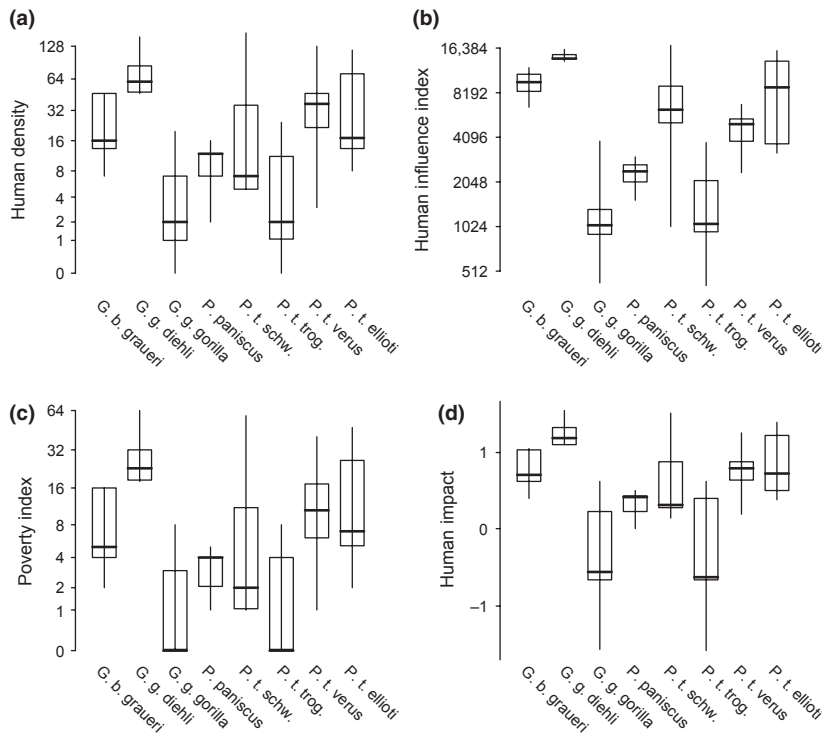 (a)
Human density
128
64
32
16
8
4
2
1
0
G. b. graueri
G. g. diehli
G. g. gorilla
P. paniscus
P. t. schw.
P. t. trog.
P. t. verus
P. t. ellioti
(b)
Human influence index
16,384
8192
4096
2048
1024
512
G. b. graueri
G. g. diehli
G. g. gorilla
P. paniscus
P. t. schw.
P. t. trog.
P. t. verus
P. t. ellioti
(c)
Poverty index
64
32
16
8
4
2
1
0
G. b. graueri
G. g. diehli
G. g. gorilla
P. paniscus
P. t. schw.
P. t. trog.
P. t. verus
P. t. ellioti
(d)
Human impact
1
0
–1
G. b. graueri
G. g. diehli
G. g. gorilla
P. paniscus
P. t. schw.
P. t. trog.
P. t. verus
P. t. ellioti